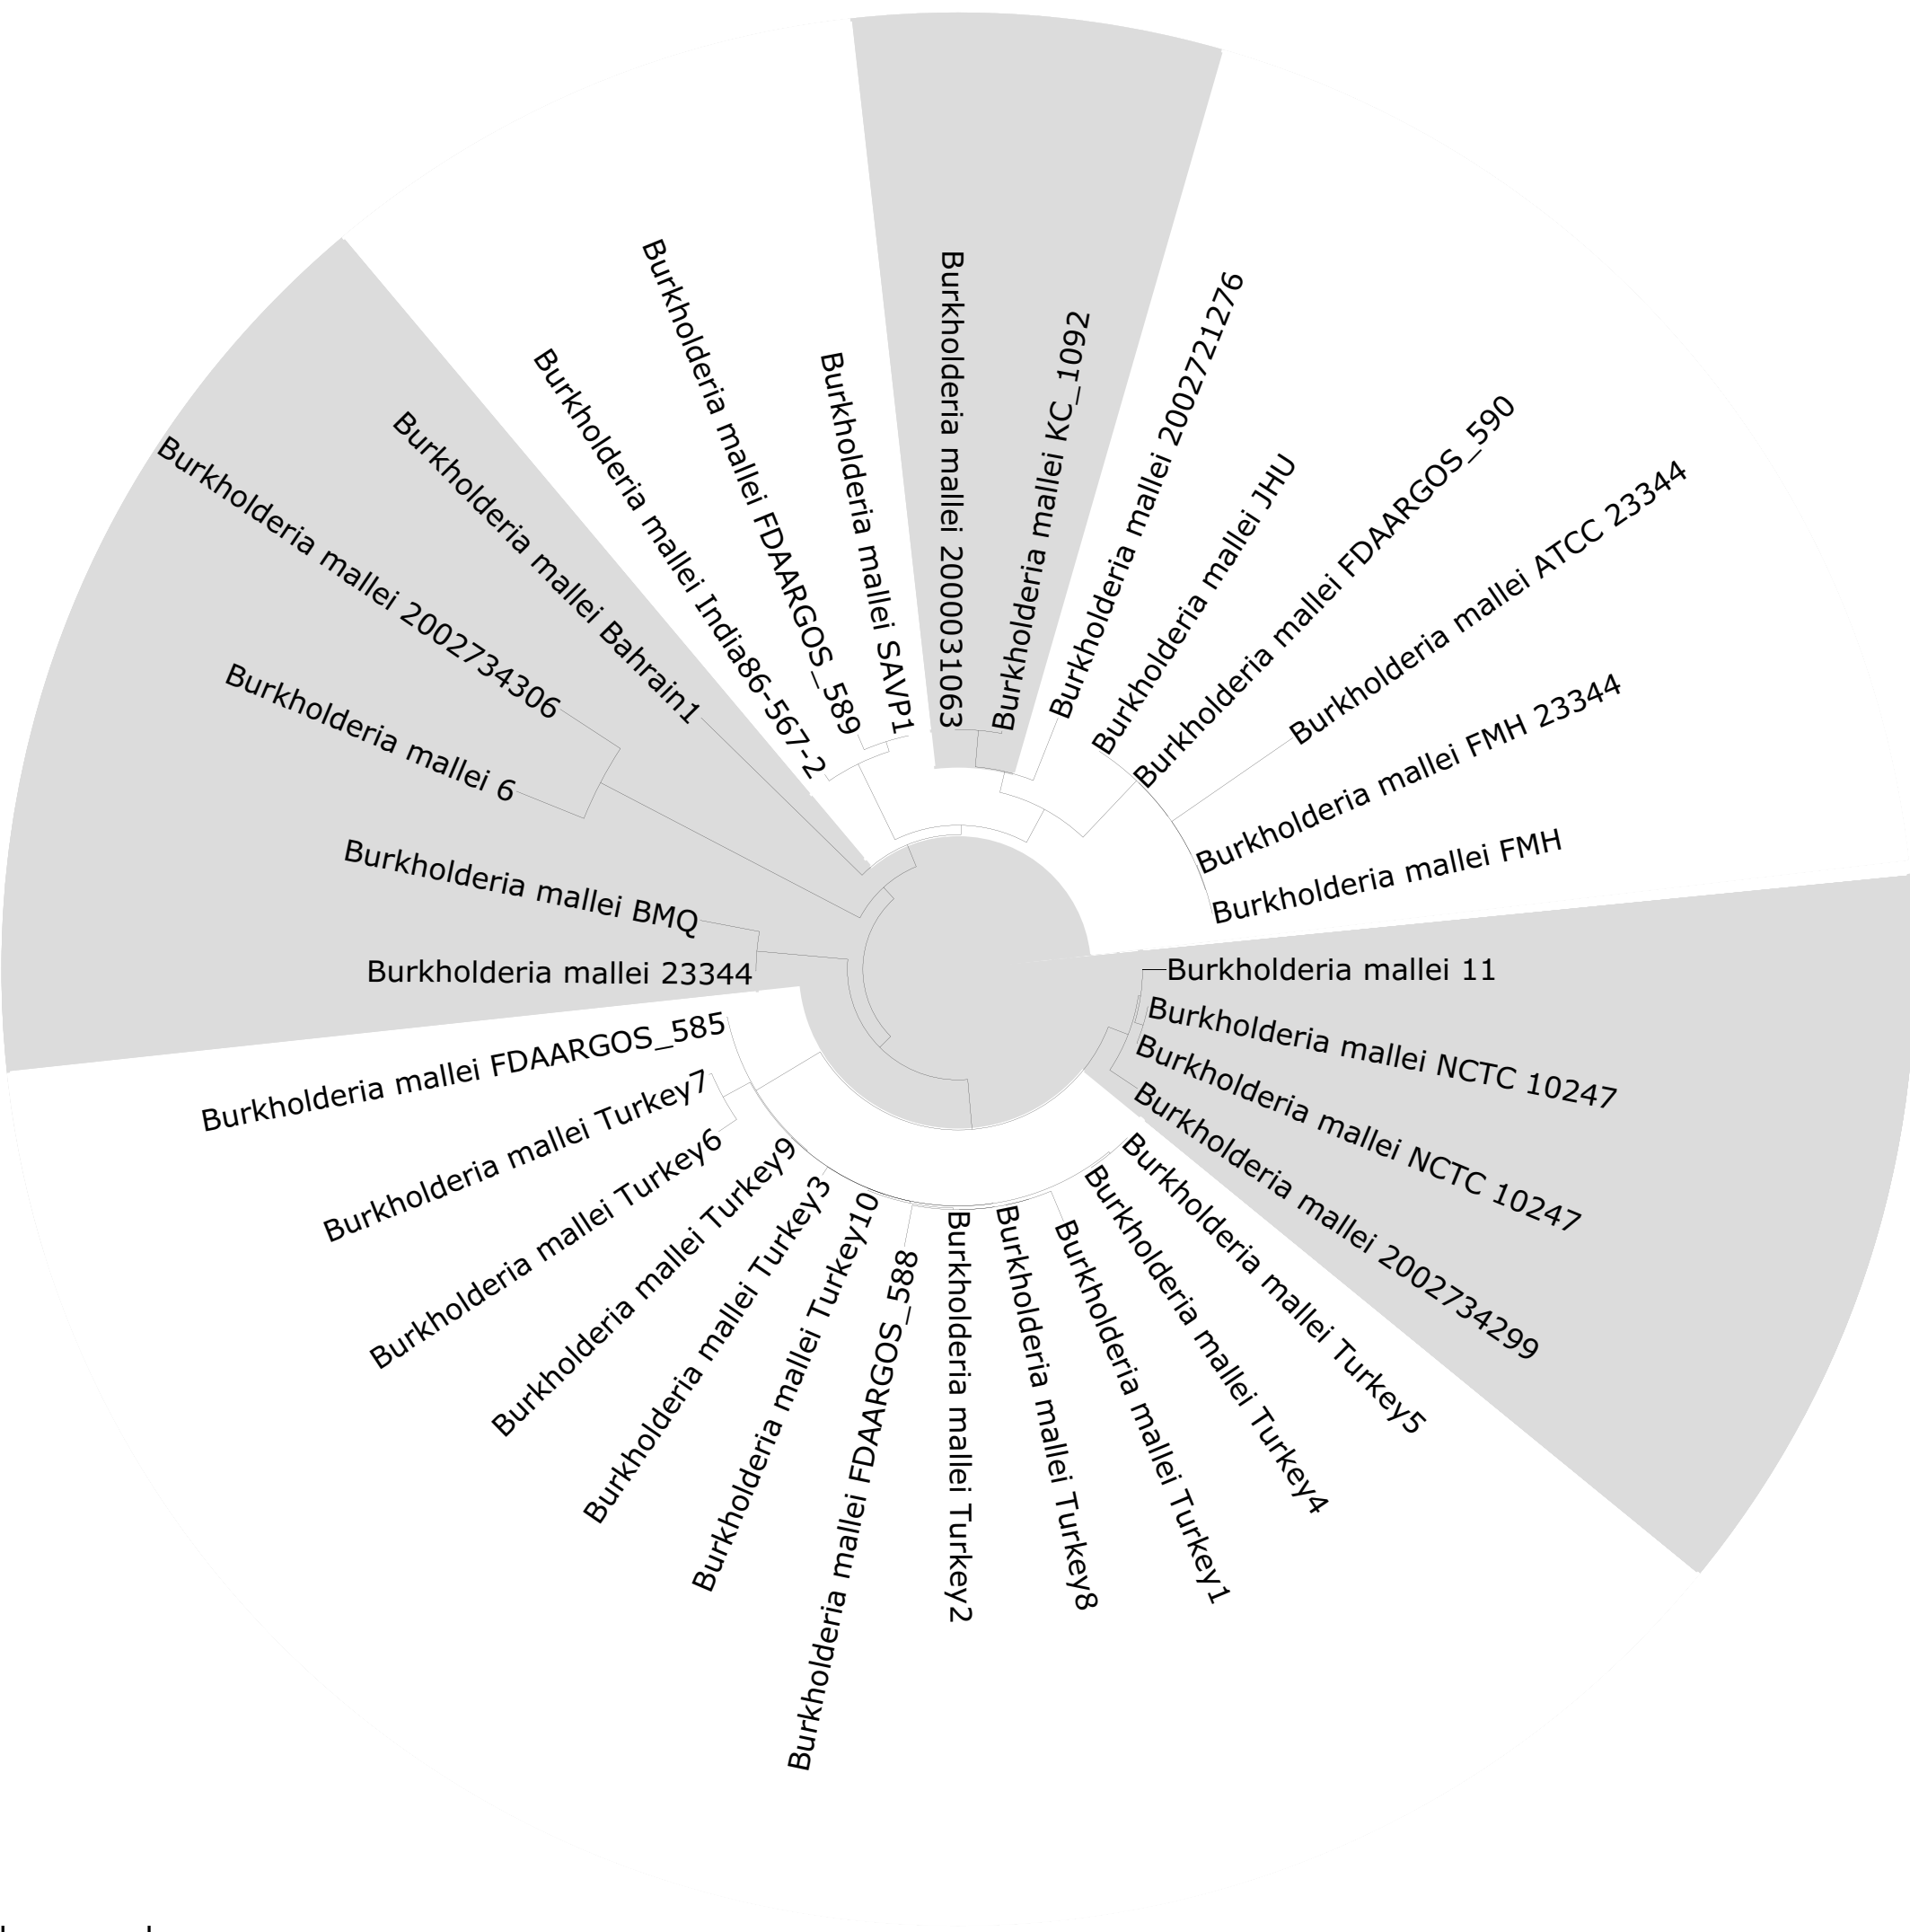 Burkholderia mallei 2000031063
Burkholderia mallei KC_1092
Burkholderia mallei 2002721276
Burkholderia mallei JHU
Burkholderia mallei FDAARGOS_590
Burkholderia mallei ATCC 23344
Burkholderia mallei FMH 23344
Burkholderia mallei FMH
Burkholderia mallei 11
Burkholderia mallei NCTC 10247
Burkholderia mallei NCTC 10247
Burkholderia mallei 2002734299
Burkholderia mallei Turkey5
Burkholderia mallei Turkey4
Burkholderia mallei Turkey1
Burkholderia mallei Turkey8
Burkholderia mallei Turkey2
Burkholderia mallei FDAARGOS_588
Burkholderia mallei Turkey10
Burkholderia mallei Turkey3
Burkholderia mallei Turkey9
Burkholderia mallei Turkey6
Burkholderia mallei Turkey7
Burkholderia mallei FDAARGOS_585
Burkholderia mallei 23344
Burkholderia mallei BMQ
Burkholderia mallei 6
Burkholderia mallei 2002734306
Burkholderia mallei Bahrain1
Burkholderia mallei India86-567-2
Burkholderia mallei FDAARGOS_589
Burkholderia mallei SAVP1